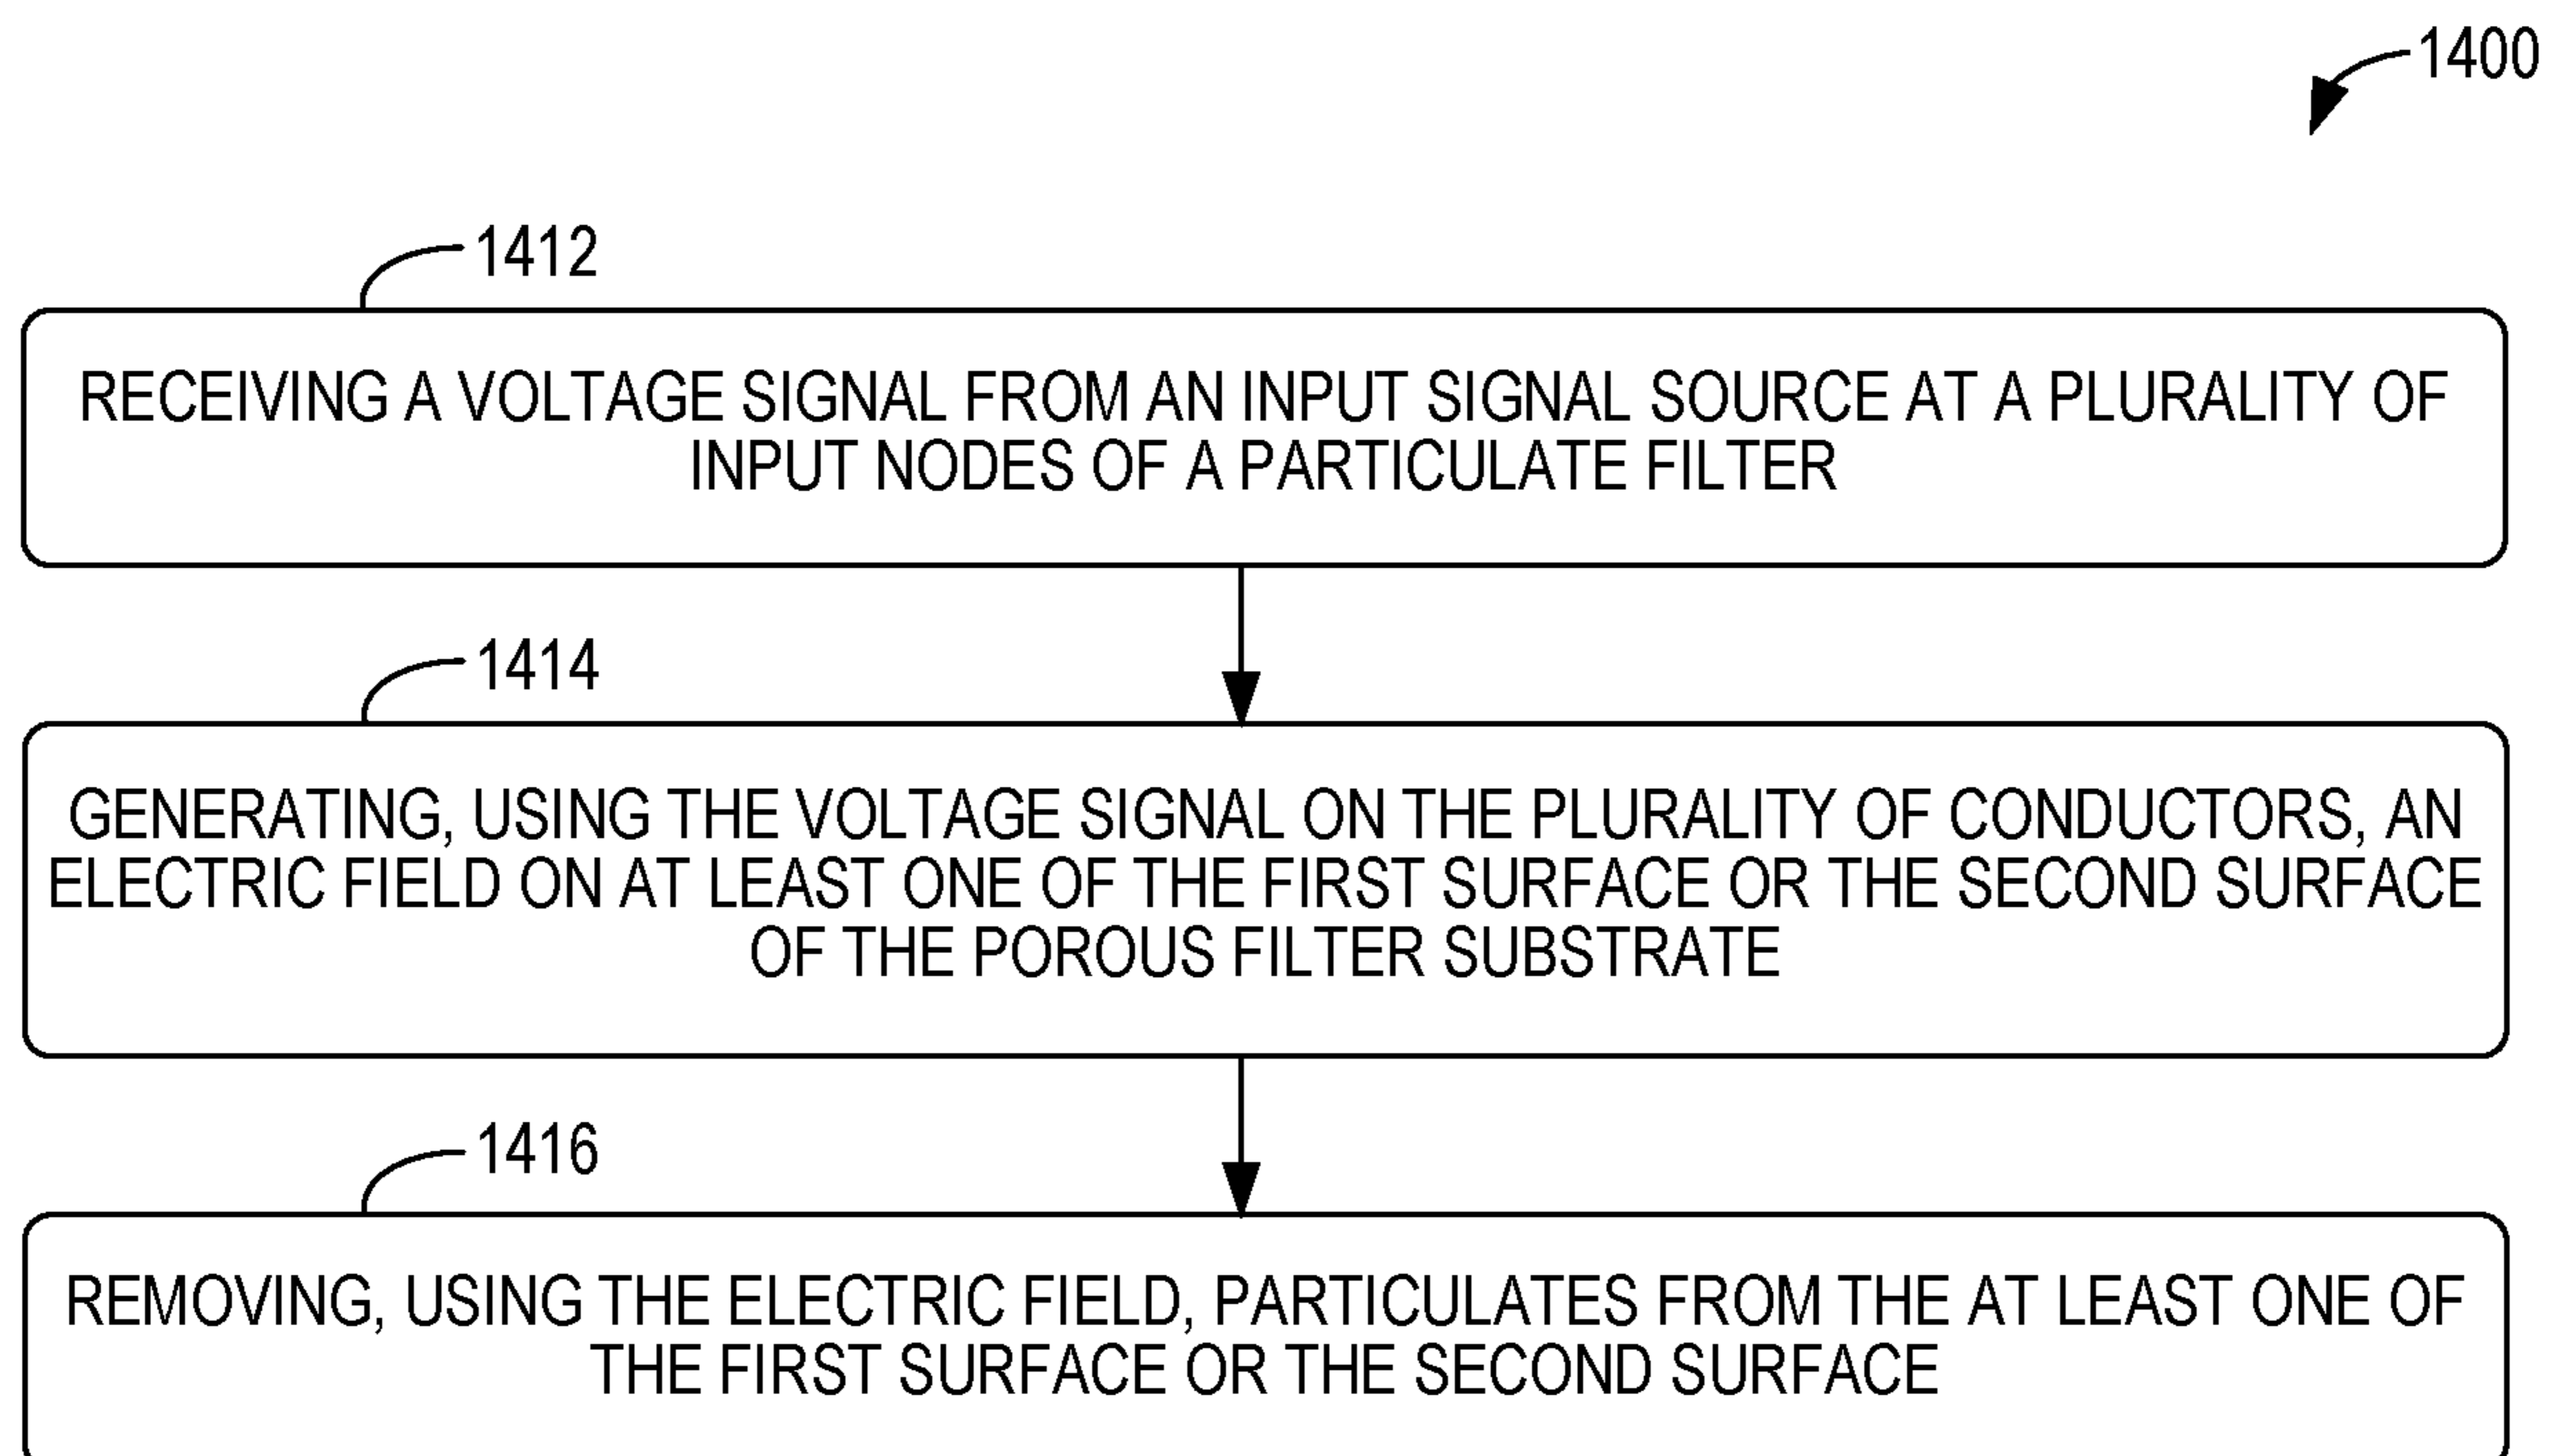 1400
1412
RECEIVING A VOLTAGE SIGNAL FROM AN INPUT SIGNAL SOURCE AT A PLURALITY OF
INPUT NODES OF A PARTICULATE FILTER
1414
GENERATING, USING THE VOLTAGE SIGNAL ON THE PLURALITY OF CONDUCTORS, AN
ELECTRIC FIELD ON AT LEAST ONE OF THE FIRST SURFACE OR THE SECOND SURFACE
OF THE POROUS FILTER SUBSTRATE
1416
REMOVING, USING THE ELECTRIC FIELD, PARTICULATES FROM THE AT LEAST ONE OF
THE FIRST SURFACE OR THE SECOND SURFACE